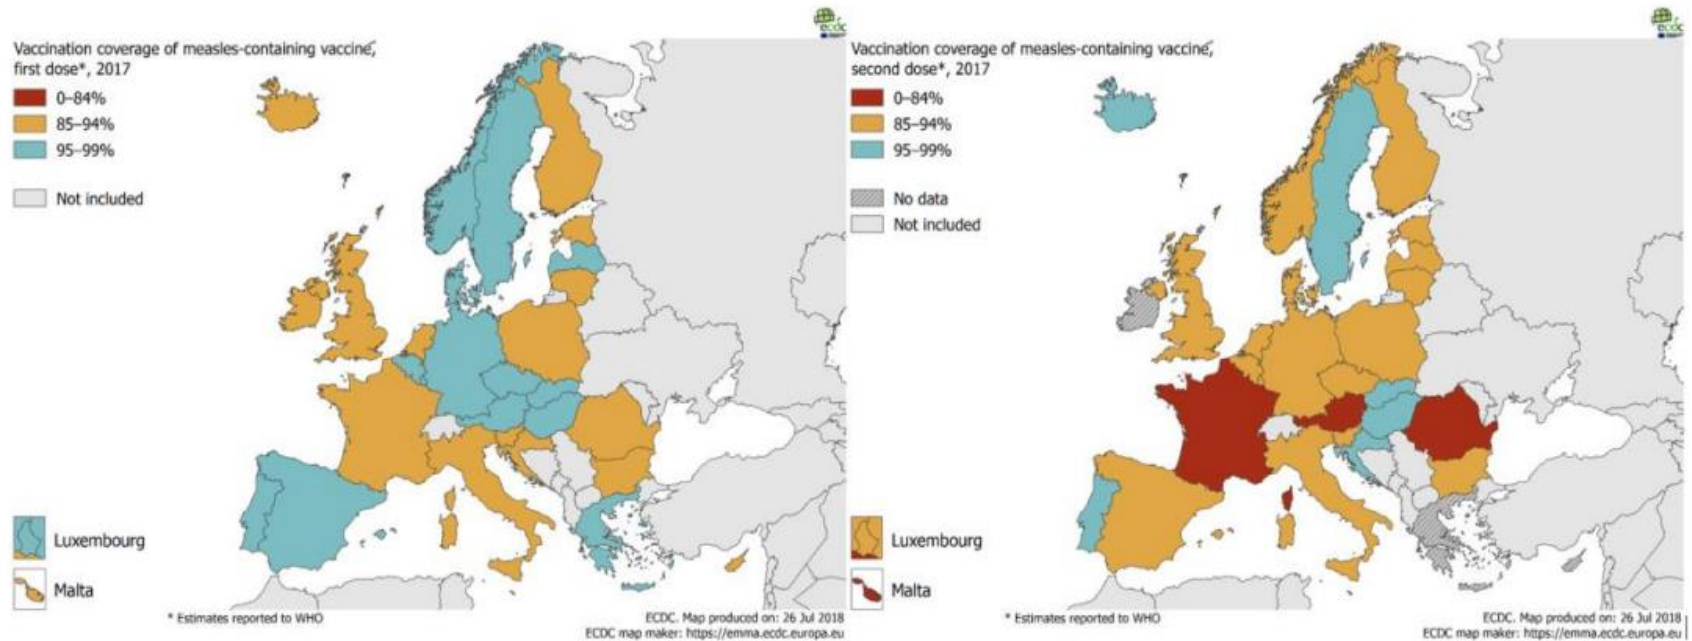 ecdc
Vaccination coverage of measles-containing vaccine,
first dose*, 2017
0–84%
85–94%
95–99%
Not included
Luxembourg
Malta
* Estimates reported to WHO
ECDC. Map produced on: 26 Jul 2018
ECDC map maker: https://emma.ecdc.europa.eu
ecdc
Vaccination coverage of measles-containing vaccine,
second dose*, 2017
0–84%
85–94%
95–99%
No data
Not included
Luxembourg
Malta
* Estimates reported to WHO
ECDC. Map produced on: 26 Jul 2018
ECDC map maker: https://emma.ecdc.europa.eu